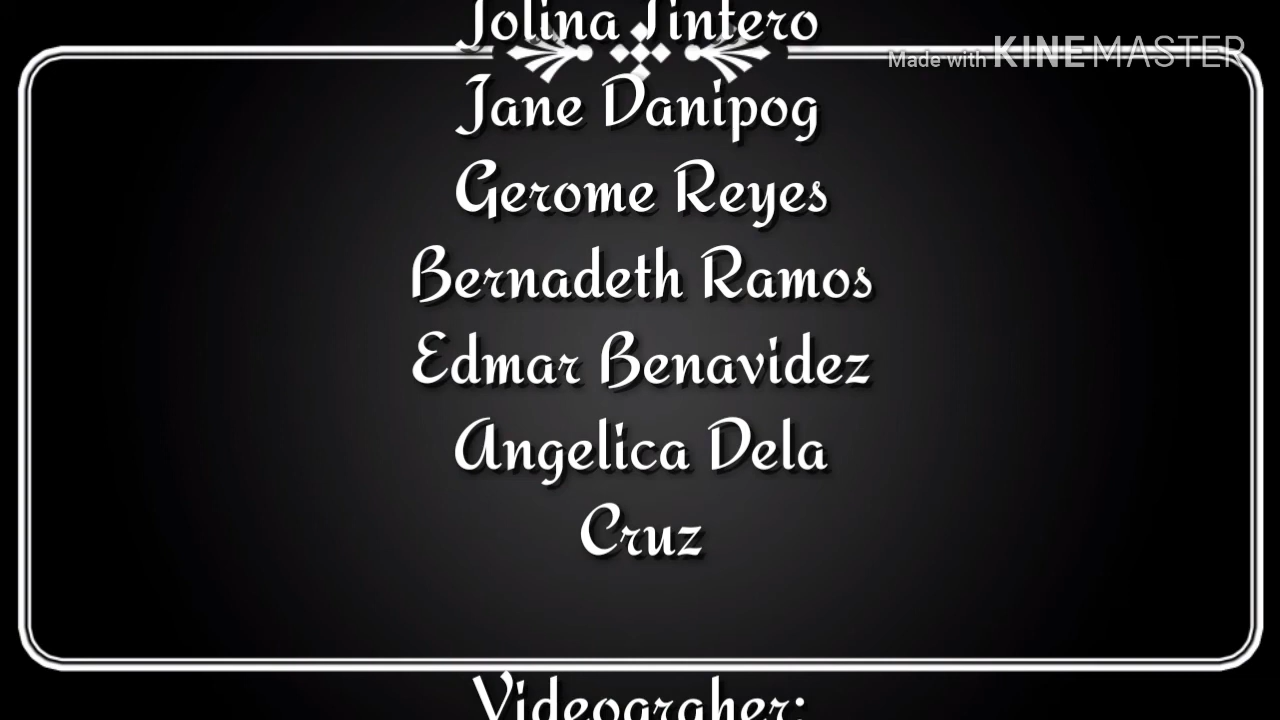 Jolina Tintero
Made with KINEMASTER
Jane Danipog
Gerome Reyes
Bernadeth Ramos
Edmar Benavidez
Angelica Dela
Cruz
Videograher: